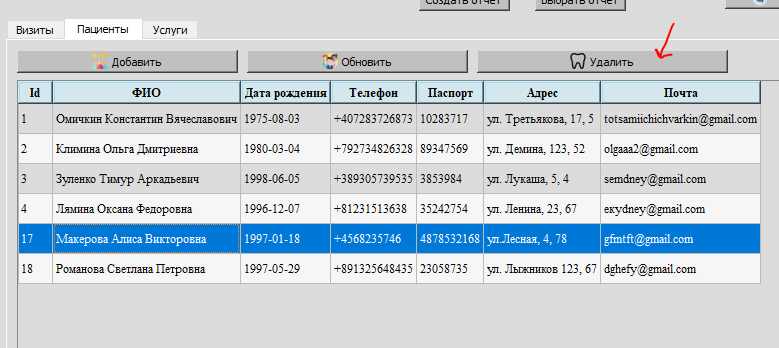 Создать отчет Выбрать отчет
Визиты Пациенты Услуги
Добавить Обновить Удалить
Id ФИО Дата рождения Телефон Паспорт Адрес Почта
1 Омичкин Константин Вячеславович 1975-08-03 +407283726873 10283717 ул. Третьякова, 17, 5 totsamiichichvarkin@gmail.com
2 Климина Ольга Дмитриевна 1980-03-04 +792734826328 89347569 ул. Демина, 123, 52 olgaaa2@gmail.com
3 Зуленко Тимур Аркадьевич 1998-06-05 +389305739535 3853984 ул. Лукаша, 5, 4 semdney@gmail.com
4 Лямина Оксана Федоровна 1996-12-07 +81231513638 35242754 ул. Ленина, 23, 67 eкydney@gmail.com
17 Макерова Алиса Викторовна 1997-01-18 +4568235746 4878532168 ул.Лесная, 4, 78 gfmtft@gmail.com
18 Романова Светлана Петровна 1997-05-29 +891325648435 23058735 ул. Лыжников 123, 67 dghefy@gmail.com